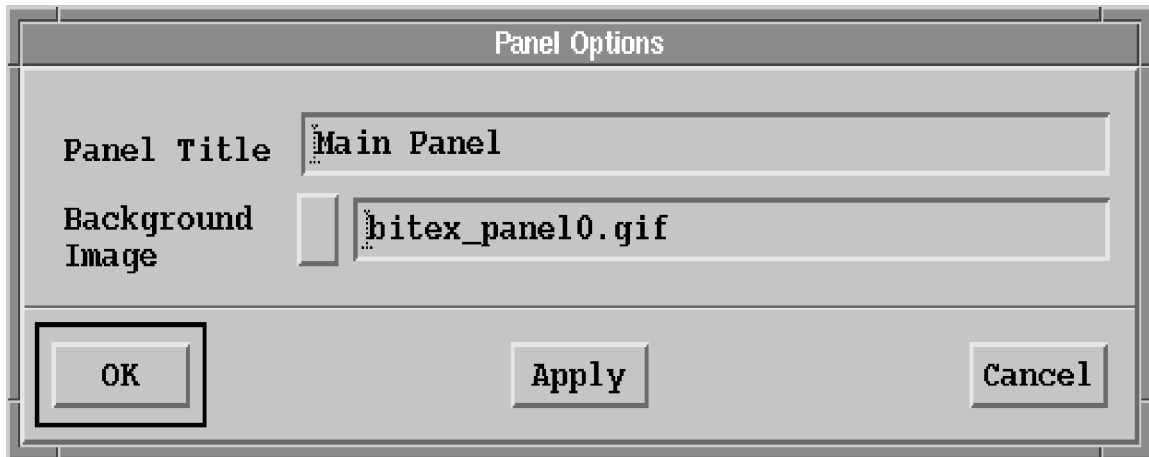 Panel Options
Panel Title Main Panel
Background
Image
bitex_panel0.gif
OK Apply Cancel